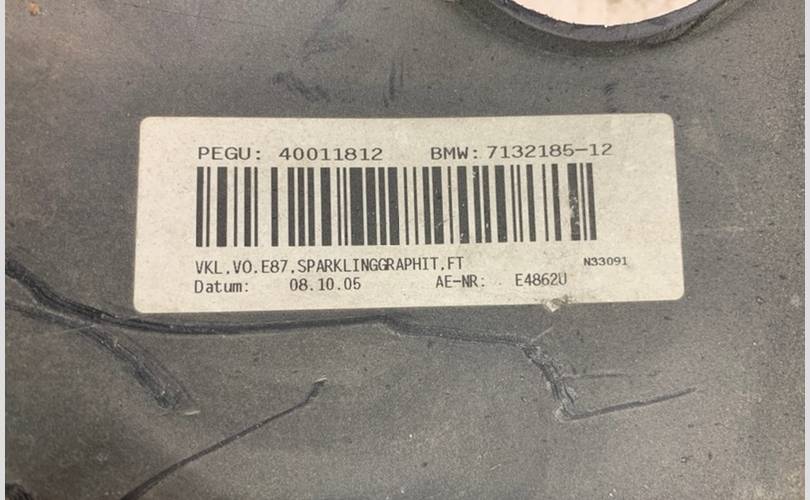 PEGU: 40011812 BMW: 7132185-12
VKL,VO.E87,SPARKLINGGRAPHIT,FT N33091
Datum: 08.10.05 AE-NR: E4862U